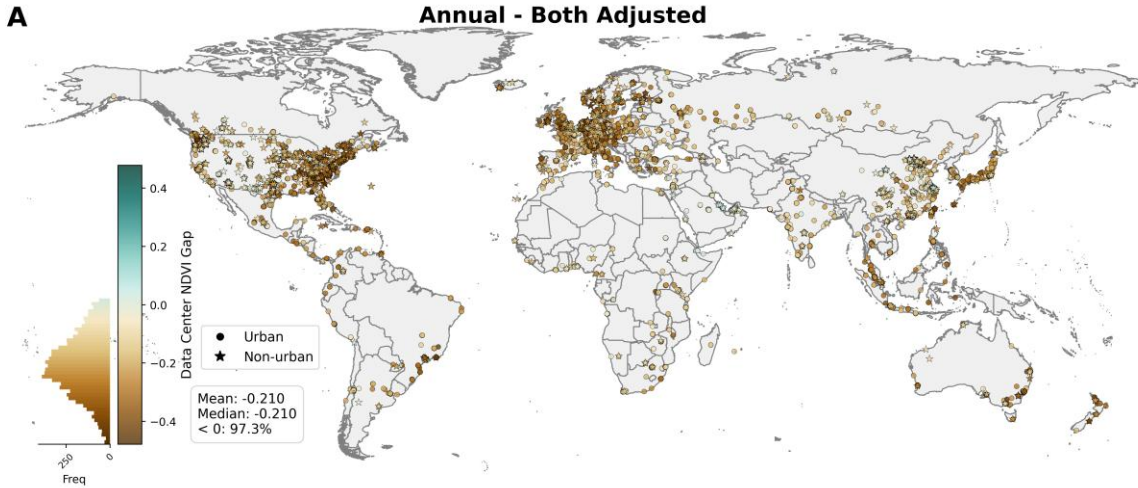 A
Annual - Both Adjusted
0.4
0.2
0.0
−0.2
−0.4
Data Center NDVI Gap
250
0
Freq
Urban
Non-urban
Mean: -0.210
Median: -0.210
< 0: 97.3%